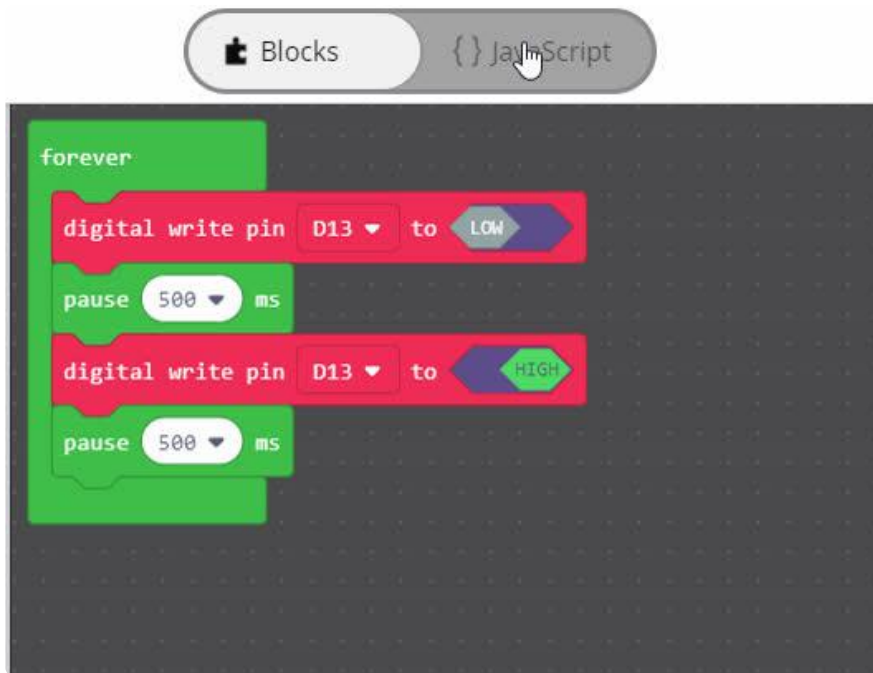 Blocks { } JavaScript
forever
digital write pin D13 to LOW
pause 500 ms
digital write pin D13 to HIGH
pause 500 ms